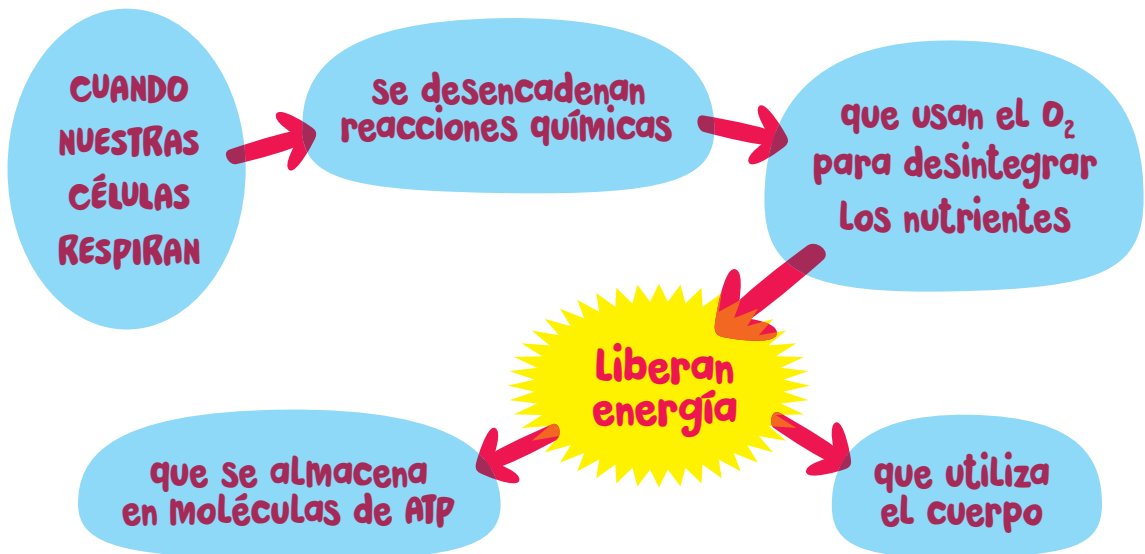 CUANDO
NUESTRAS
CÉLULAS
RESPIRAN
se desencadenan
reacciones químicas
que usan el O₂
para desintegrar
los nutrientes
Liberan
energía
que se almacena
en moléculas de ATP
que utiliza
el cuerpo